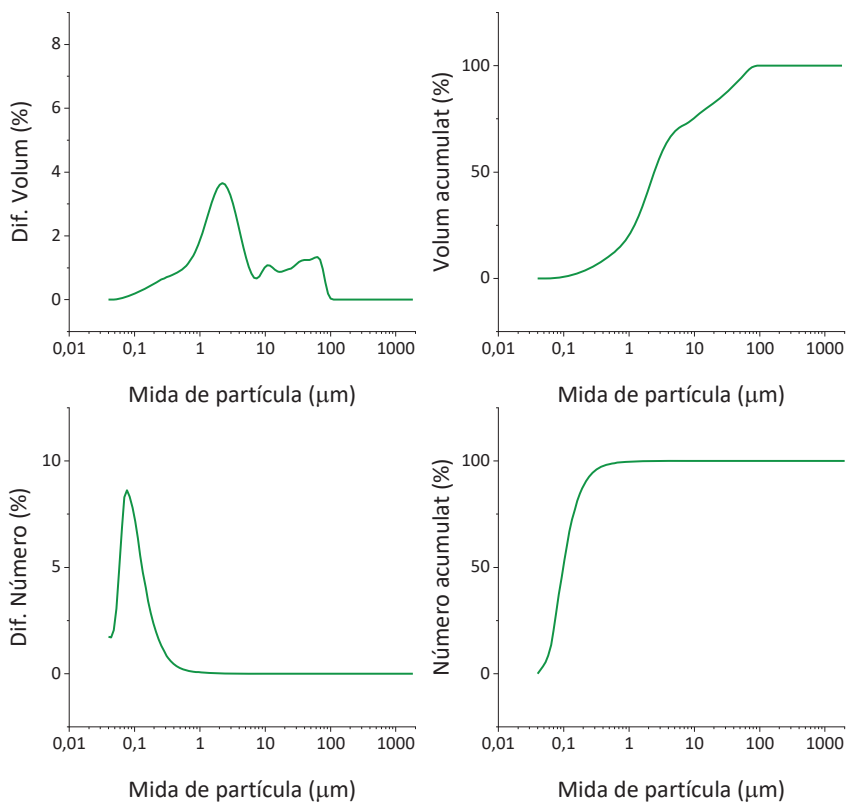 8
6
4
2
0
Dif. Volum (%)
0,01 0,1 1 10 100 1000
Mida de partícula (μm)
100
50
0
Volum acumulat (%)
0,01 0,1 1 10 100 1000
Mida de partícula (μm)
10
5
0
Dif. Número (%)
0,01 0,1 1 10 100 1000
Mida de partícula (μm)
100
50
0
Número acumulat (%)
0,01 0,1 1 10 100 1000
Mida de partícula (μm)